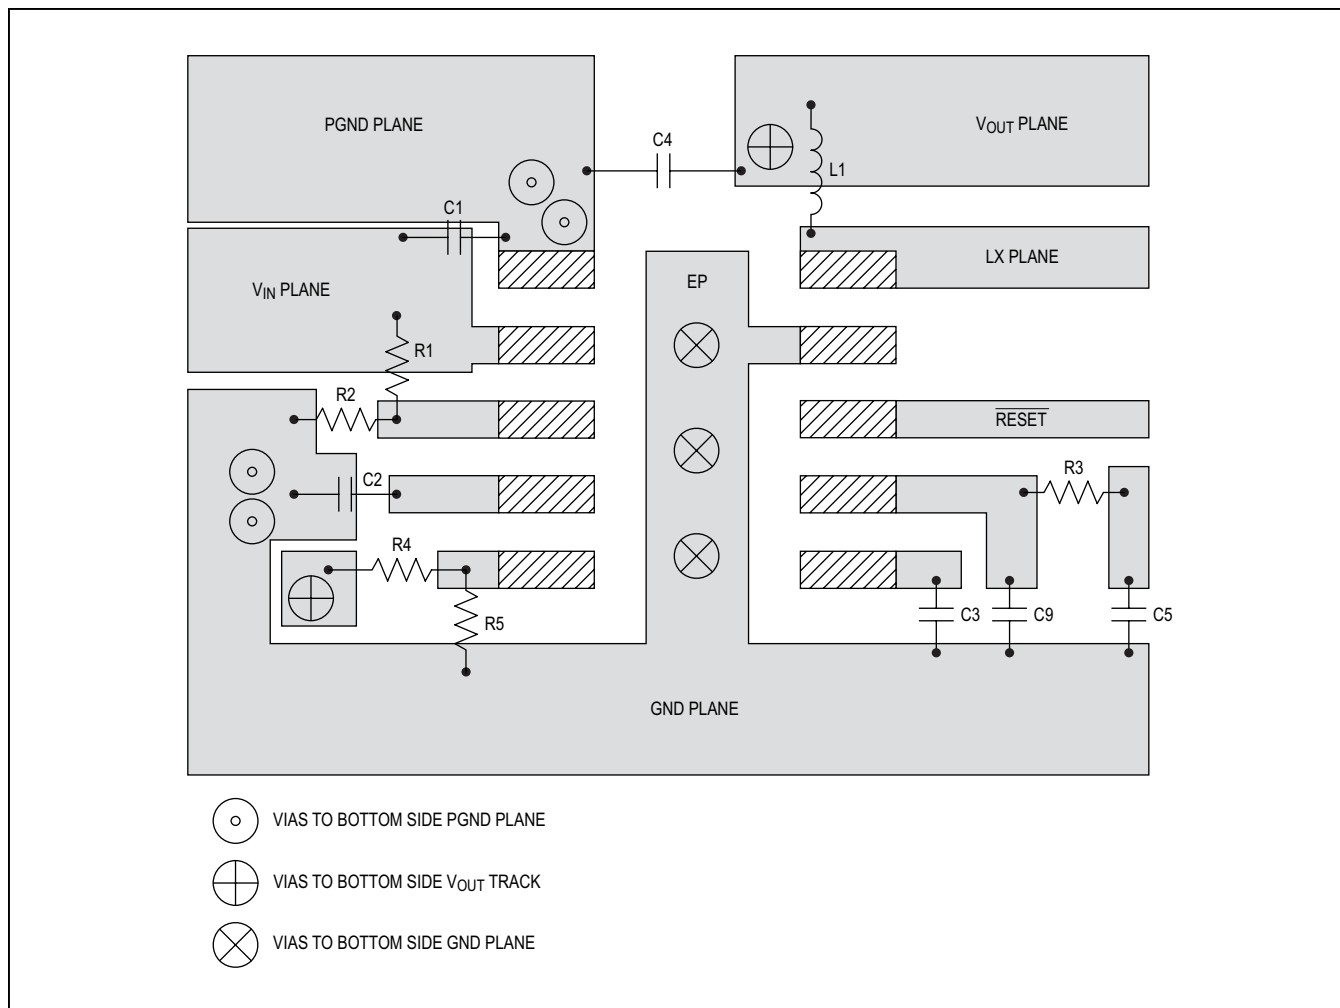 PGND PLANE
VOUT PLANE
C4
L1
C1
LX PLANE
EP
VIN PLANE
R1
R2
RESET
C2
R3
R4
R5
C3
C9
C5
GND PLANE
VIAS TO BOTTOM SIDE PGND PLANE
VIAS TO BOTTOM SIDE VOUT TRACK
VIAS TO BOTTOM SIDE GND PLANE